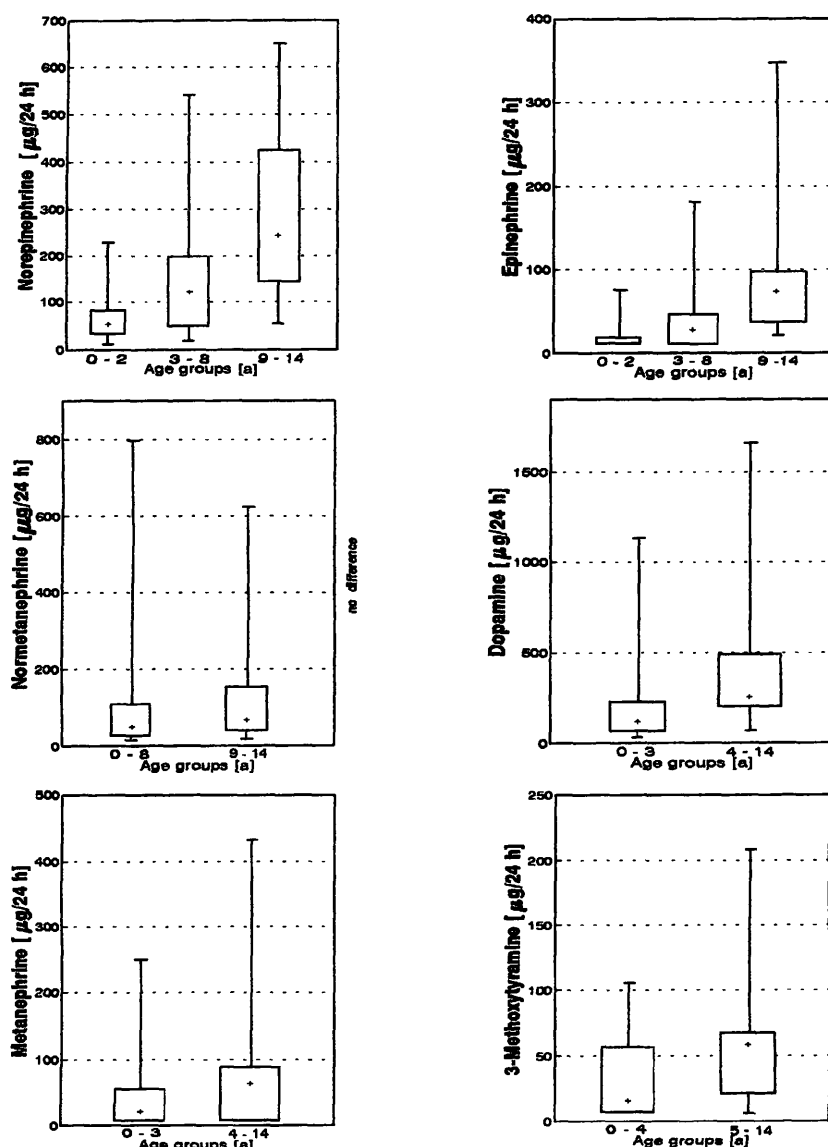 Norepinephrine [ µg/24 h]
700
600
500
400
300
200
100
0
0 - 2 3 - 8 9 - 14
Age groups [a]
Epinephrine [µg/24 h]
400
300
200
100
0
0 - 2 3 - 8 9 -14
Age groups [a]
Normetanephrine [µg/24 h]
800
600
400
200
0
0 - 8 9 - 14
Age groups [a]
no difference
Dopamine [ µg/24 h]
1500
1000
500
0
0 - 3 4 - 14
Age groups [a]
Metanephrine [ µg/24 h]
500
400
300
200
100
0
0 - 3 4 - 14
Age groups [a]
3-Methoxytyramine [ µg/24 h]
250
200
150
100
50
0
0 - 4 5 - 14
Age groups [a]